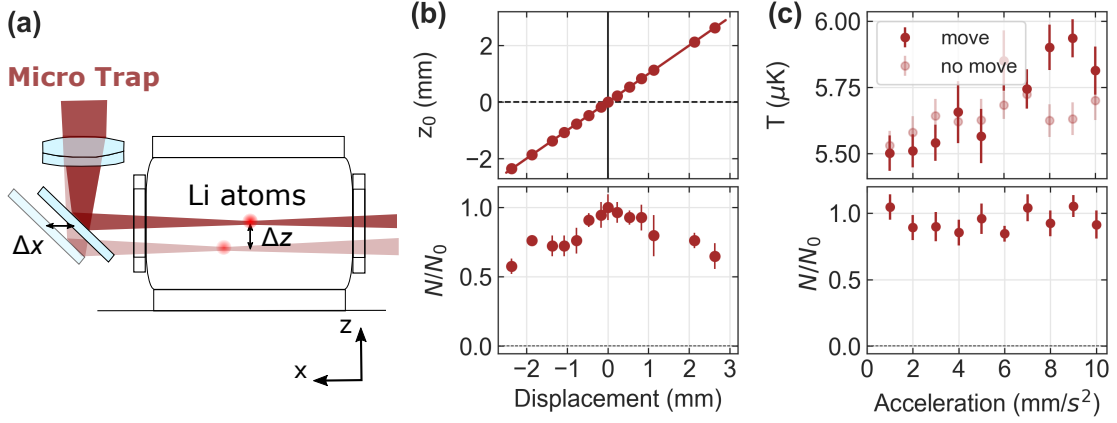 (a)
Micro Trap
Li atoms
Δx
Δz
z
x
(b)
z₀ (mm)
2
0
−2
N/N₀
1.0
0.5
0.0
−2 −1 0 1 2 3
Displacement (mm)
(c)
T (μK)
6.00
5.75
5.50
move
no move
N/N₀
1.0
0.5
0.0
0 2 4 6 8 10
Acceleration (mm/s²)